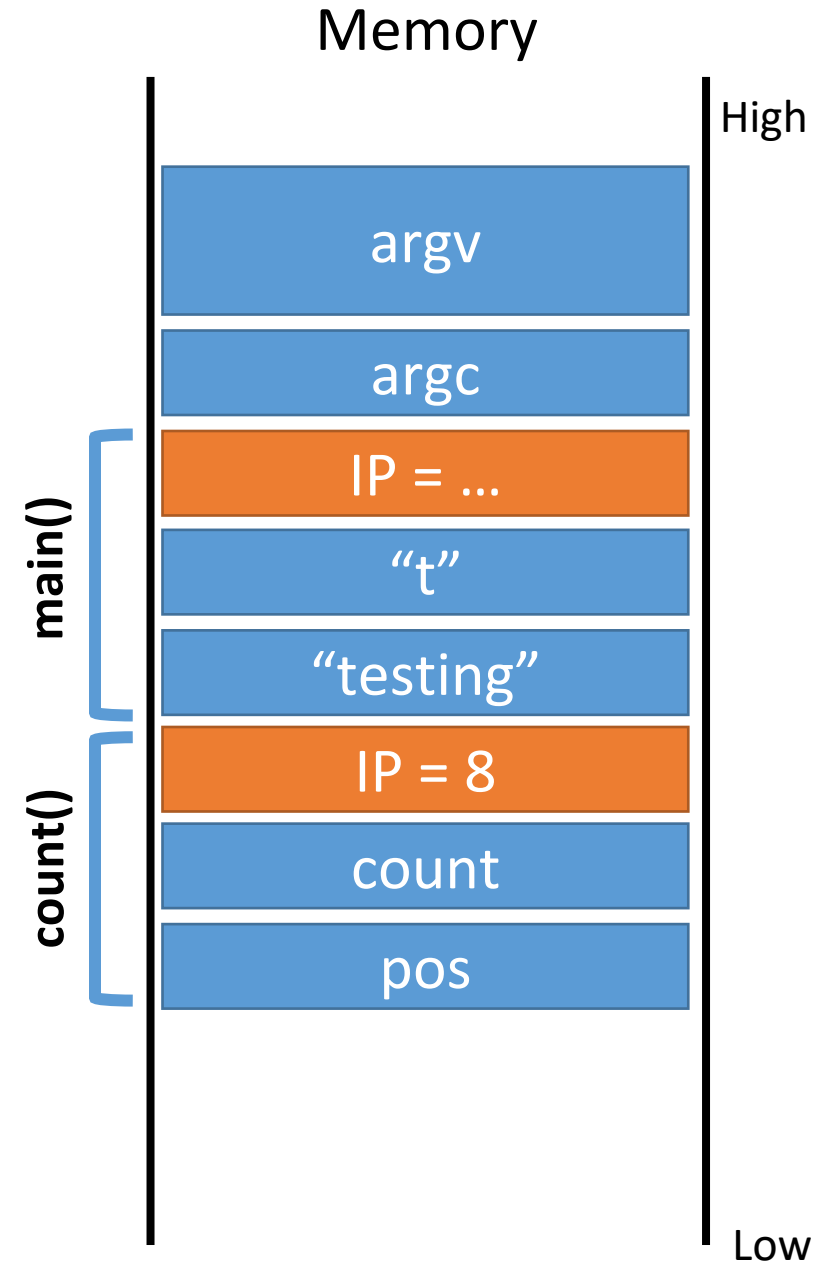 Memory
High
argv
argc
main()
IP = …
“t”
“testing”
count()
IP = 8
count
pos
Low